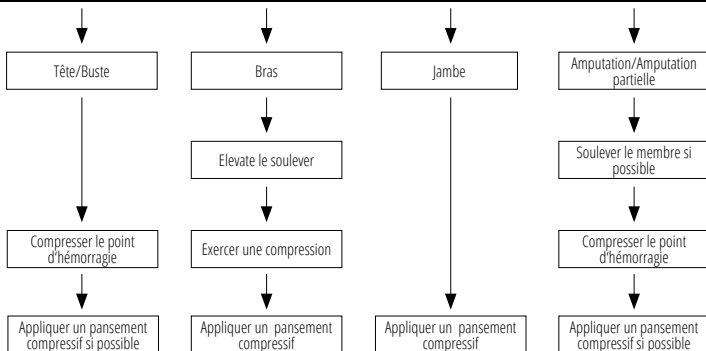 Tête/Buste
Bras
Jambe
Amputation/Amputation
partielle
Elevate le soulever
Soulever le membre si
possible
Compresser le point
d'hémorragie
Exercer une compression
Compresser le point
d'hémorragie
Appliquer un pansement
compressif si possible
Appliquer un pansement
compressif
Appliquer un pansement
compressif
Appliquer un pansement
compressif si possible